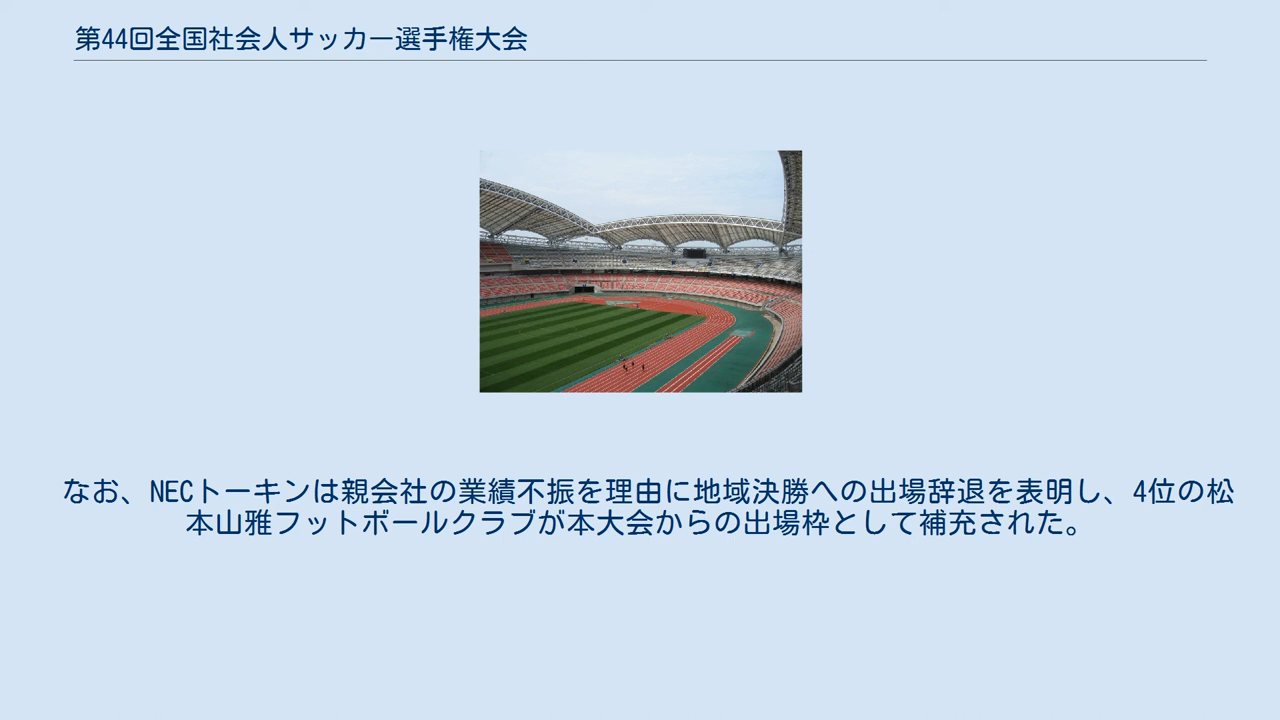 第44回全国社会人サッカー選手権大会
なお、NECトーキンは親会社の業績不振を理由に地域決勝への出場辞退を表明し、4位の松
本山雅フットボールクラブが本大会からの出場枠として補充された。